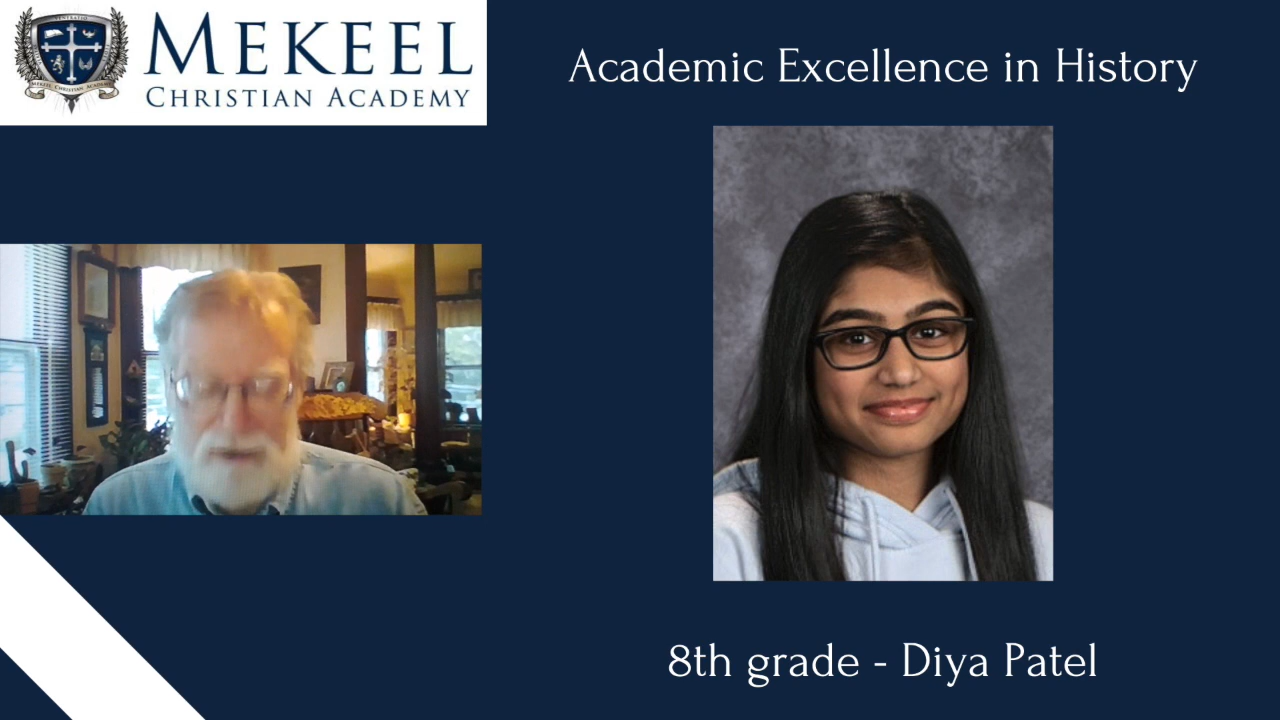 MEKEEL
CHRISTIAN ACADEMY
Academic Excellence in History
8th grade - Diya Patel